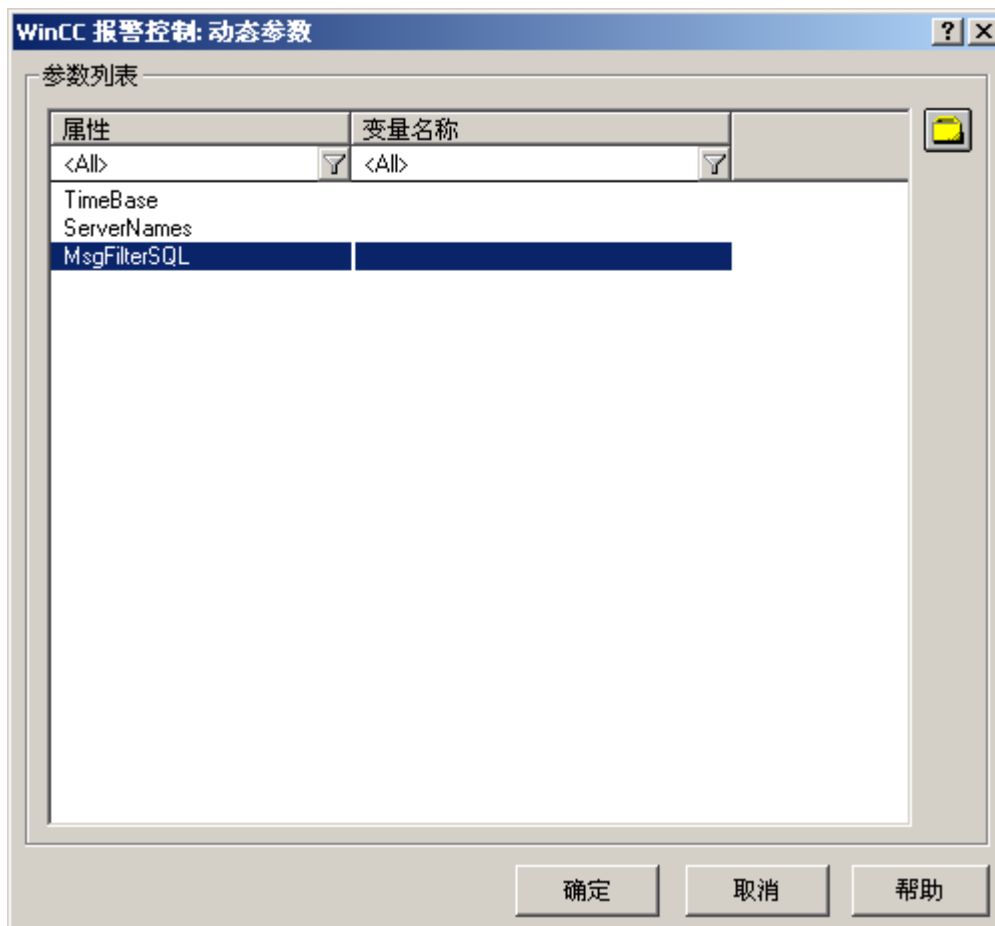 WinCC 报警控制: 动态参数
参数列表
属性 变量名称
<All> <All>
TimeBase
ServerNames
MsgFilterSQL
确定 取消 帮助